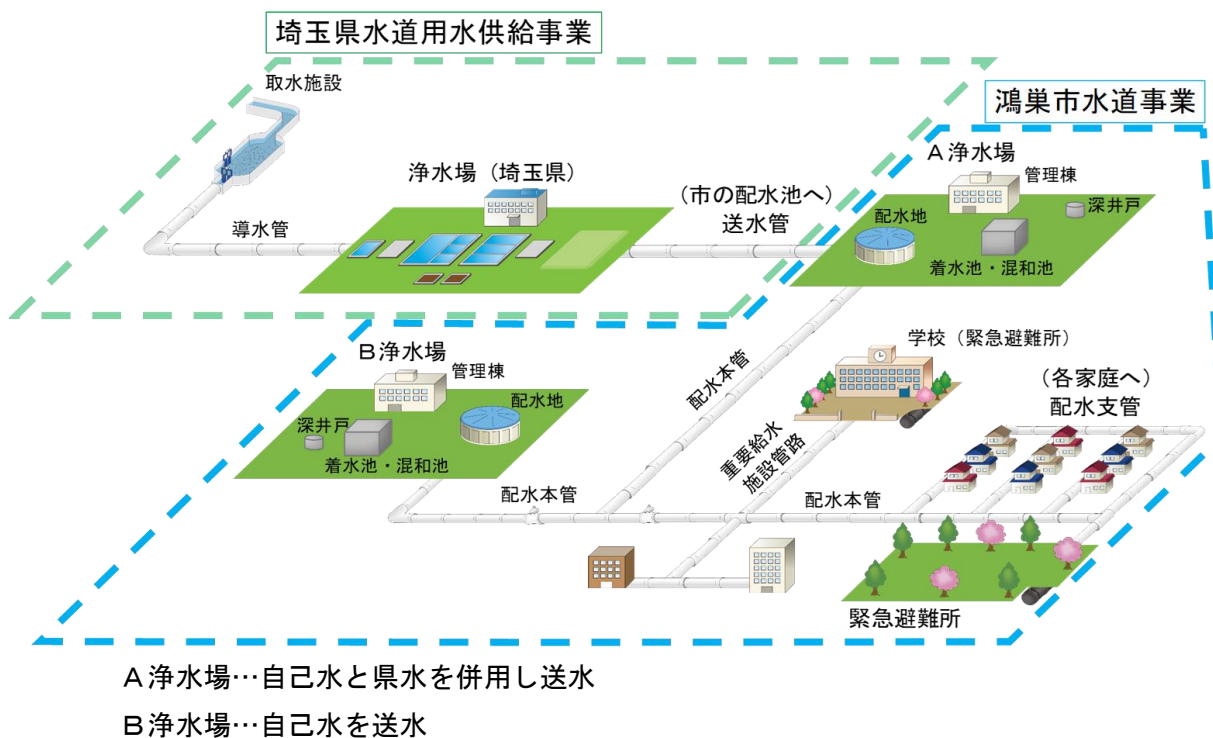 埼玉県水道用水供給事業
取水施設
鴻巣市水道事業
A浄水場
浄水場（埼玉県）
管理棟
（市の配水池へ）
送水管
深井戸
配水地
導水管
着水池・混和池
学校（緊急避難所）
B浄水場
管理棟
配水本管
（各家庭へ）
配水支管
配水地
深井戸
着水池・混和池
重要給水
施設管路
配水本管
配水本管
緊急避難所
A浄水場…自己水と県水を併用し送水
B浄水場…自己水を送水